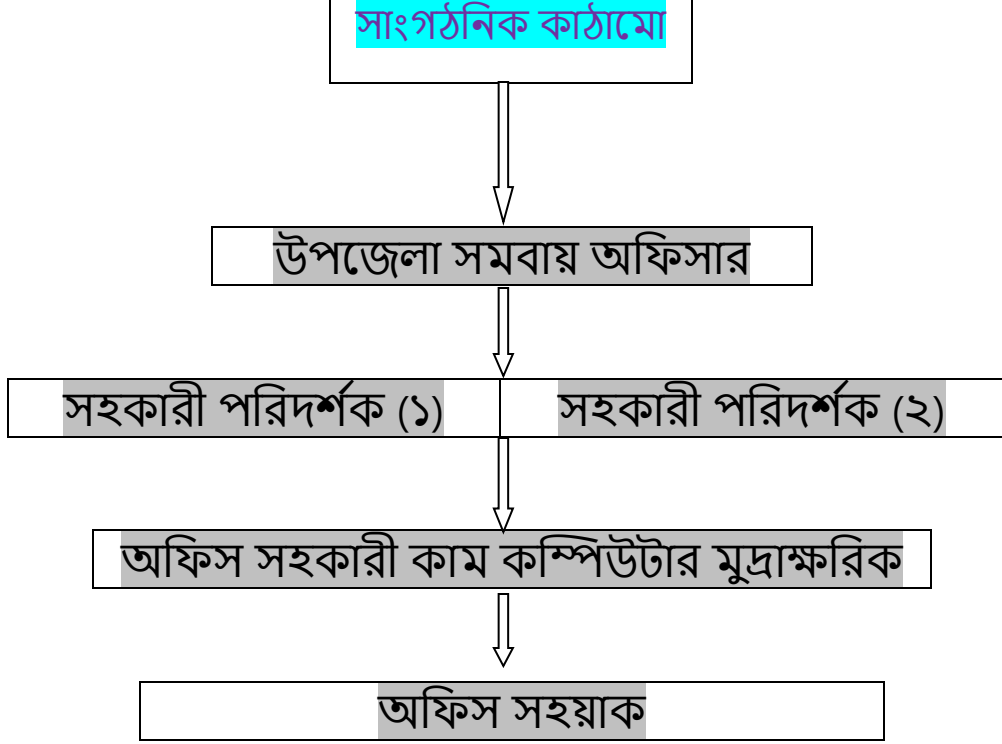 সাংগঠনিক কাঠামো
উপজেলা সমবায় অফিসার
সহকারী পরিদর্শক (১) সহকারী পরিদর্শক (২)
অফিস সহকারী কাম কম্পিউটার মুদ্রাক্ষরিক
অফিস সহয়াক